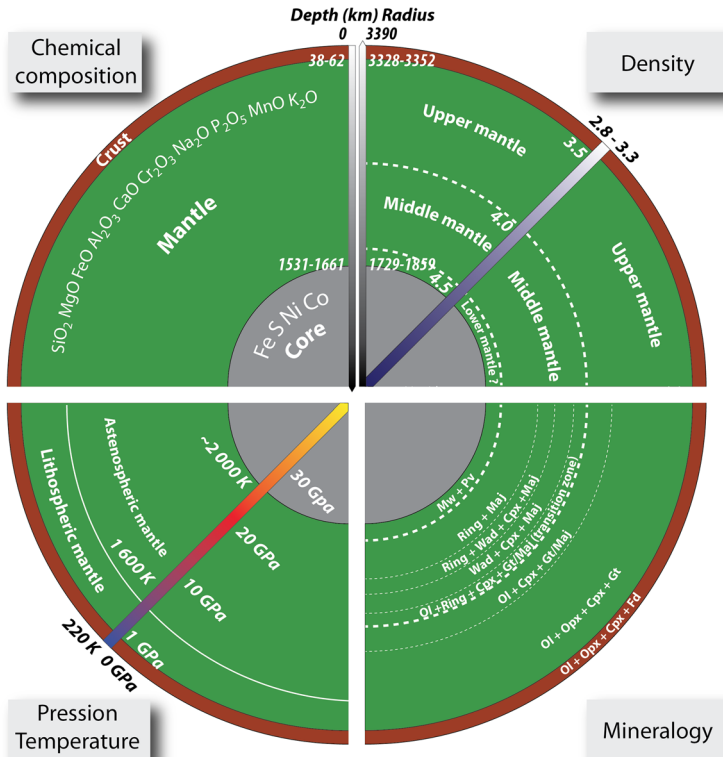 Depth (km) Radius
0 3390
Chemical
composition
38-62
Crust
SiO2 MgO FeO Al2O3 CaO Cr2O3 Na2O P2O5 MnO K2O
Mantle
1531-1661
Fe S Ni Co
Core
Density
3328-3352
2.8 - 3.3
3.5
Upper mantle
4.0
Middle mantle
1729-1859
4.5
Lower mantle ?
Middle mantle
Upper mantle
Lithospheric mantle
Astenospheric mantle
~2 000 K
30 Gpa
20 GPa
1 600 K
10 GPa
1 GPa
220 K 0 GPa
Pression
Temperature
Mw + Pv
Ring + Maj
Ring + Wad + Cpx +Maj
Wad + Cpx + Maj
Ol +Ring + Cpx + Gt/Maj (transition zone)
Ol + Cpx + Gt/Maj
Ol + Opx + Cpx + Gt
Ol + Opx + Cpx + Fd
Mineralogy